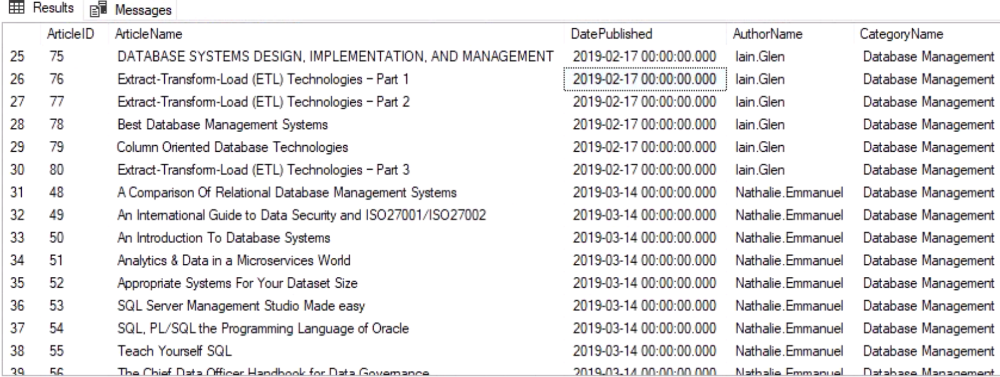 Results Messages
ArticleID ArticleName DatePublished AuthorName CategoryName
25 75 DATABASE SYSTEMS DESIGN, IMPLEMENTATION, AND MANAGEMENT 2019-02-17 00:00:00.000 Iain.Glen Database Management
26 76 Extract-Transform-Load (ETL) Technologies – Part 1 2019-02-17 00:00:00.000 Iain.Glen Database Management
27 77 Extract-Transform-Load (ETL) Technologies – Part 2 2019-02-17 00:00:00.000 Iain.Glen Database Management
28 78 Best Database Management Systems 2019-02-17 00:00:00.000 Iain.Glen Database Management
29 79 Column Oriented Database Technologies 2019-02-17 00:00:00.000 Iain.Glen Database Management
30 80 Extract-Transform-Load (ETL) Technologies – Part 3 2019-02-17 00:00:00.000 Iain.Glen Database Management
31 48 A Comparison Of Relational Database Management Systems 2019-03-14 00:00:00.000 Nathalie.Emmanuel Database Management
32 49 An International Guide to Data Security and ISO27001/ISO27002 2019-03-14 00:00:00.000 Nathalie.Emmanuel Database Management
33 50 An Introduction To Database Systems 2019-03-14 00:00:00.000 Nathalie.Emmanuel Database Management
34 51 Analytics & Data in a Microservices World 2019-03-14 00:00:00.000 Nathalie.Emmanuel Database Management
35 52 Appropriate Systems For Your Dataset Size 2019-03-14 00:00:00.000 Nathalie.Emmanuel Database Management
36 53 SQL Server Management Studio Made easy 2019-03-14 00:00:00.000 Nathalie.Emmanuel Database Management
37 54 SQL, PL/SQL the Programming Language of Oracle 2019-03-14 00:00:00.000 Nathalie.Emmanuel Database Management
38 55 Teach Yourself SQL 2019-03-14 00:00:00.000 Nathalie.Emmanuel Database Management
39 56 The Chief Data Officer Handbook for Data Governance 2019-03-14 00:00:00.000 Nathalie.Emmanuel Database Management